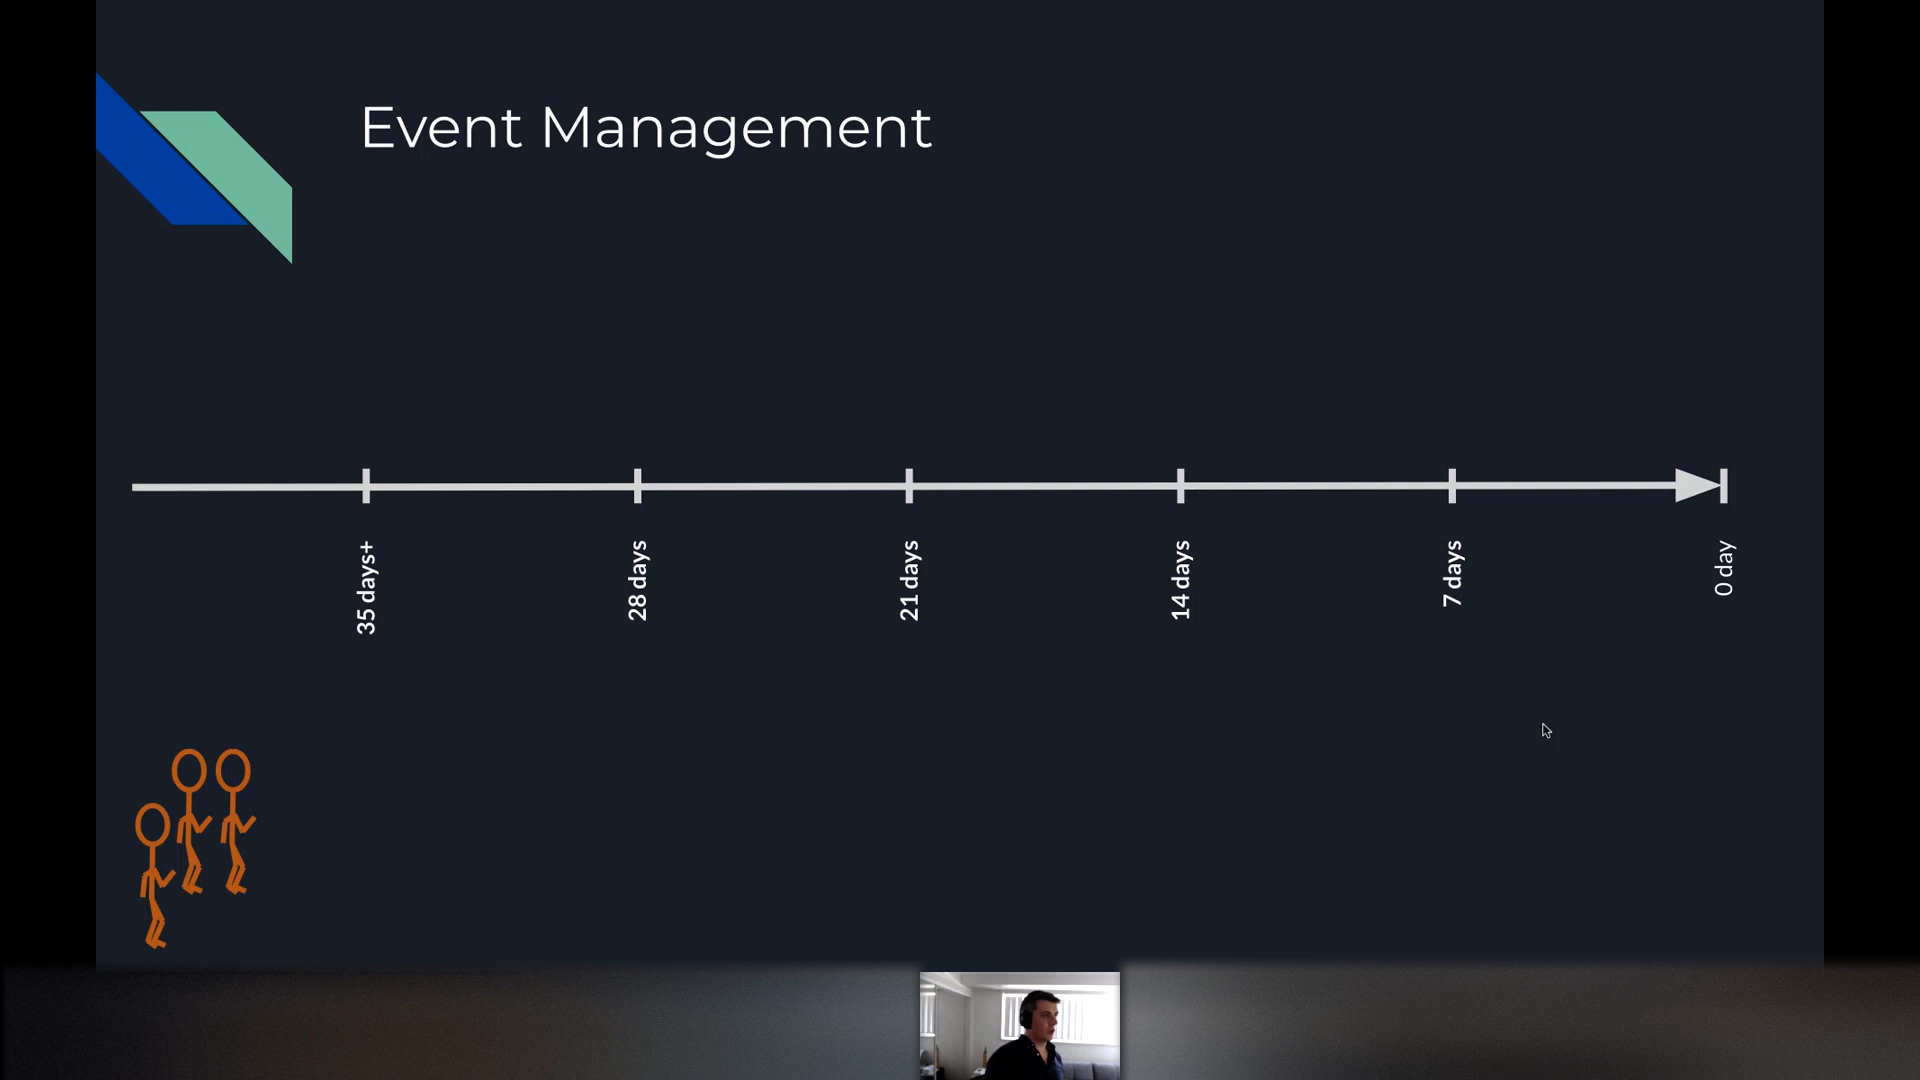 Event Management
35 days+
28 days
21 days
14 days
7 days
0 day